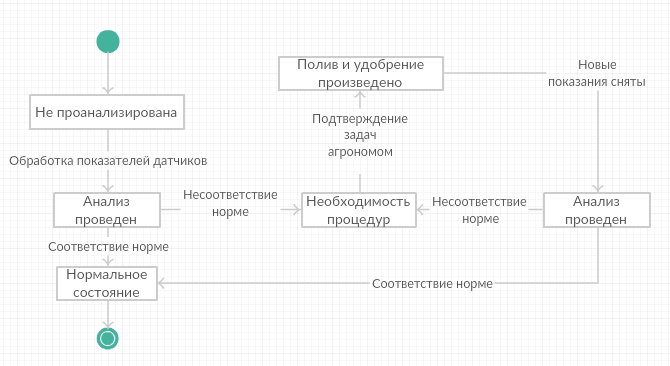 Полив и удобрение
произведено
Новые
показания сняты
Не проанализирована
Подтверждение
задач
агрономом
Обработка показателей датчиков
Анализ
проведен
Несоответствие
норме
Необходимость
процедур
Несоответствие
норме
Анализ
проведен
Соответствие норме
Нормальное
состояние
Соответствие норме